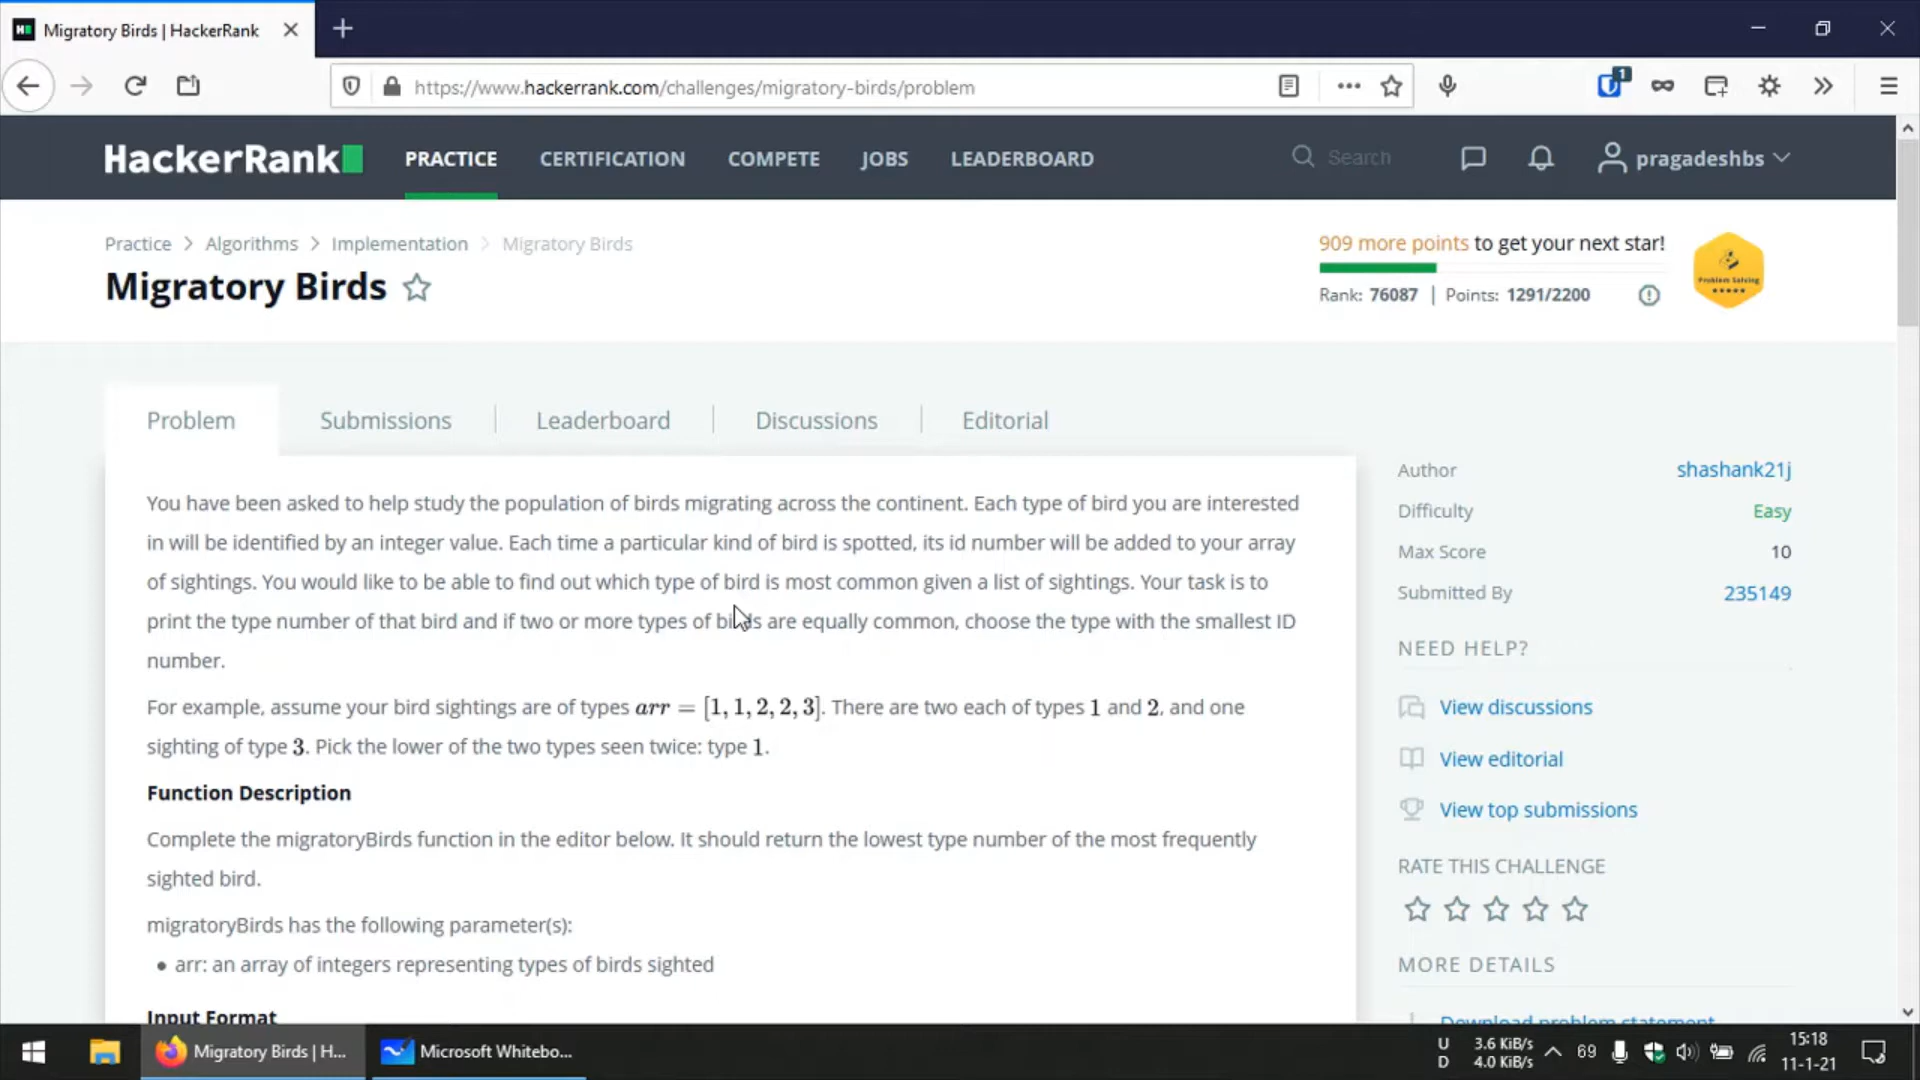 Migratory Birds | HackerRank
https://www.hackerrank.com/challenges/migratory-birds/problem
1
HackerRank
PRACTICE CERTIFICATION COMPETE JOBS LEADERBOARD
Search
pragadeshbs
Practice > Algorithms > Implementation > Migratory Birds
Migratory Birds
909 more points to get your next star!
Rank: 76087 | Points: 1291/2200
Problem Solving
Problem Submissions Leaderboard Discussions Editorial
You have been asked to help study the population of birds migrating across the continent. Each type of bird you are interested
in will be identified by an integer value. Each time a particular kind of bird is spotted, its id number will be added to your array
of sightings. You would like to be able to find out which type of bird is most common given a list of sightings. Your task is to
print the type number of that bird and if two or more types of birds are equally common, choose the type with the smallest ID
number.
For example, assume your bird sightings are of types arr = [1, 1, 2, 2, 3]. There are two each of types 1 and 2, and one
sighting of type 3. Pick the lower of the two types seen twice: type 1.
Function Description
Complete the migratoryBirds function in the editor below. It should return the lowest type number of the most frequently
sighted bird.
migratoryBirds has the following parameter(s):
• arr: an array of integers representing types of birds sighted
Input Format
Author shashank21j
Difficulty Easy
Max Score 10
Submitted By 235149
NEED HELP?
View discussions
View editorial
View top submissions
RATE THIS CHALLENGE
MORE DETAILS
Download problem statement
Migratory Birds | H...
Microsoft Whitebo...
U 3.6 KiB/s
D 4.0 KiB/s
69
15:18
11-1-21